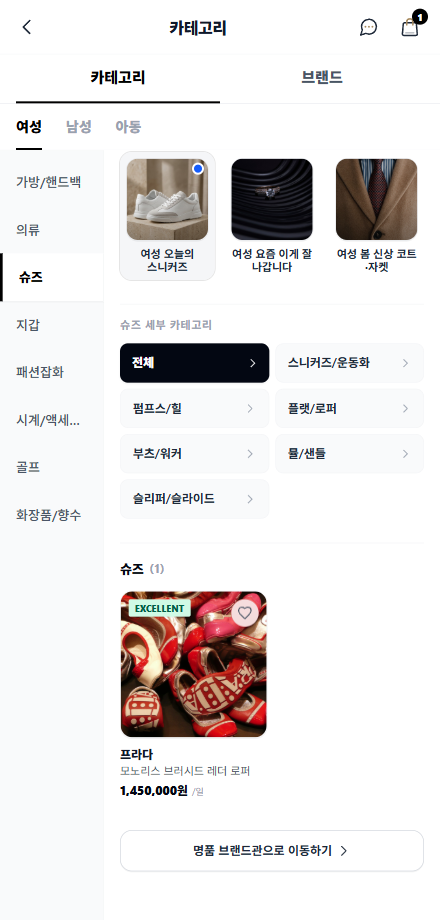 카테고리
1
카테고리
브랜드
여성
남성
아동
가방/핸드백
의류
슈즈
지갑
패션잡화
시계/액세...
골프
화장품/향수
여성 오늘의
스니커즈
여성 요즘 이게 잘
나갑니다
여성 봄 신상 코트
·자켓
슈즈 세부 카테고리
전체
스니커즈/운동화
펌프스/힐
플랫/로퍼
부츠/워커
뮬/샌들
슬리퍼/슬라이드
슈즈 (1)
EXCELLENT
프라다
모노리스 브러시드 레더 로퍼
1,450,000원 /일
명품 브랜드관으로 이동하기